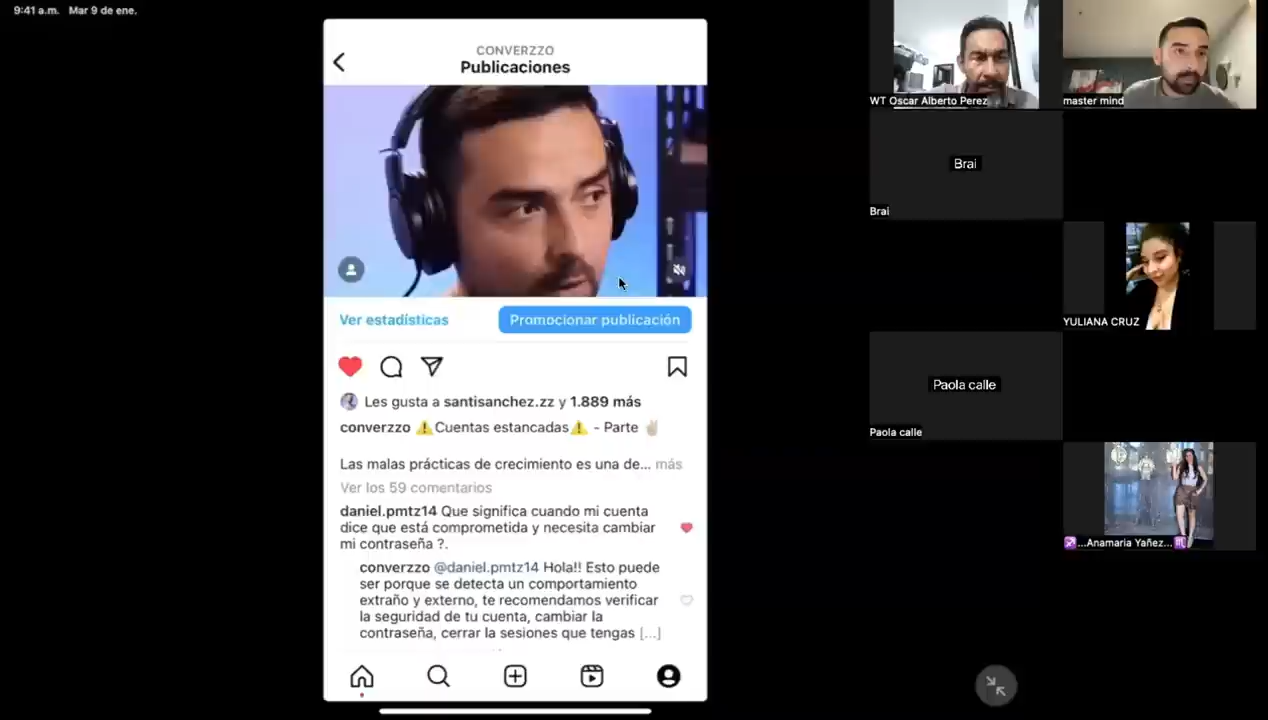 9:41 a.m. Mar 9 de ene.
CONVERZZO
Publicaciones
Ver estadísticas
Promocionar publicación
Les gusta a santisanchez.zz y 1.889 más
converzzo ⚠️Cuentas estancadas⚠️ - Parte ✌🏼
Las malas prácticas de crecimiento es una de... más
Ver los 59 comentarios
daniel.pmtz14 Que significa cuando mi cuenta
dice que está comprometida y necesita cambiar
mi contraseña ?.
converzzo @daniel.pmtz14 Hola!! Esto puede
ser porque se detecta un comportamiento
extraño y externo, te recomendamos verificar
la seguridad de tu cuenta, cambiar la
contraseña, cerrar la sesiones que tengas [...]
WT Oscar Alberto Perez
master mind
Brai
Brai
YULIANA CRUZ
Paola calle
Paola calle
♐...Anamaria Yañez...♏